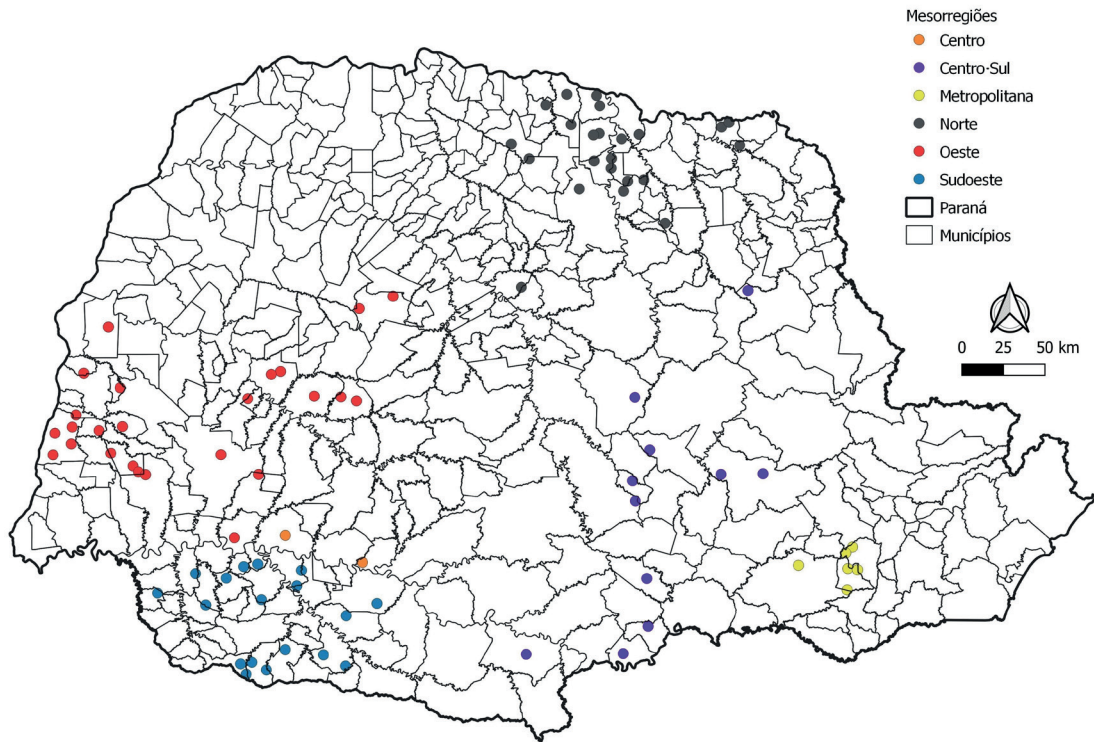 Mesorregiões
Centro
Centro-Sul
Metropolitana
Norte
Oeste
Sudoeste
Paraná
Municípios
0 25 50 km